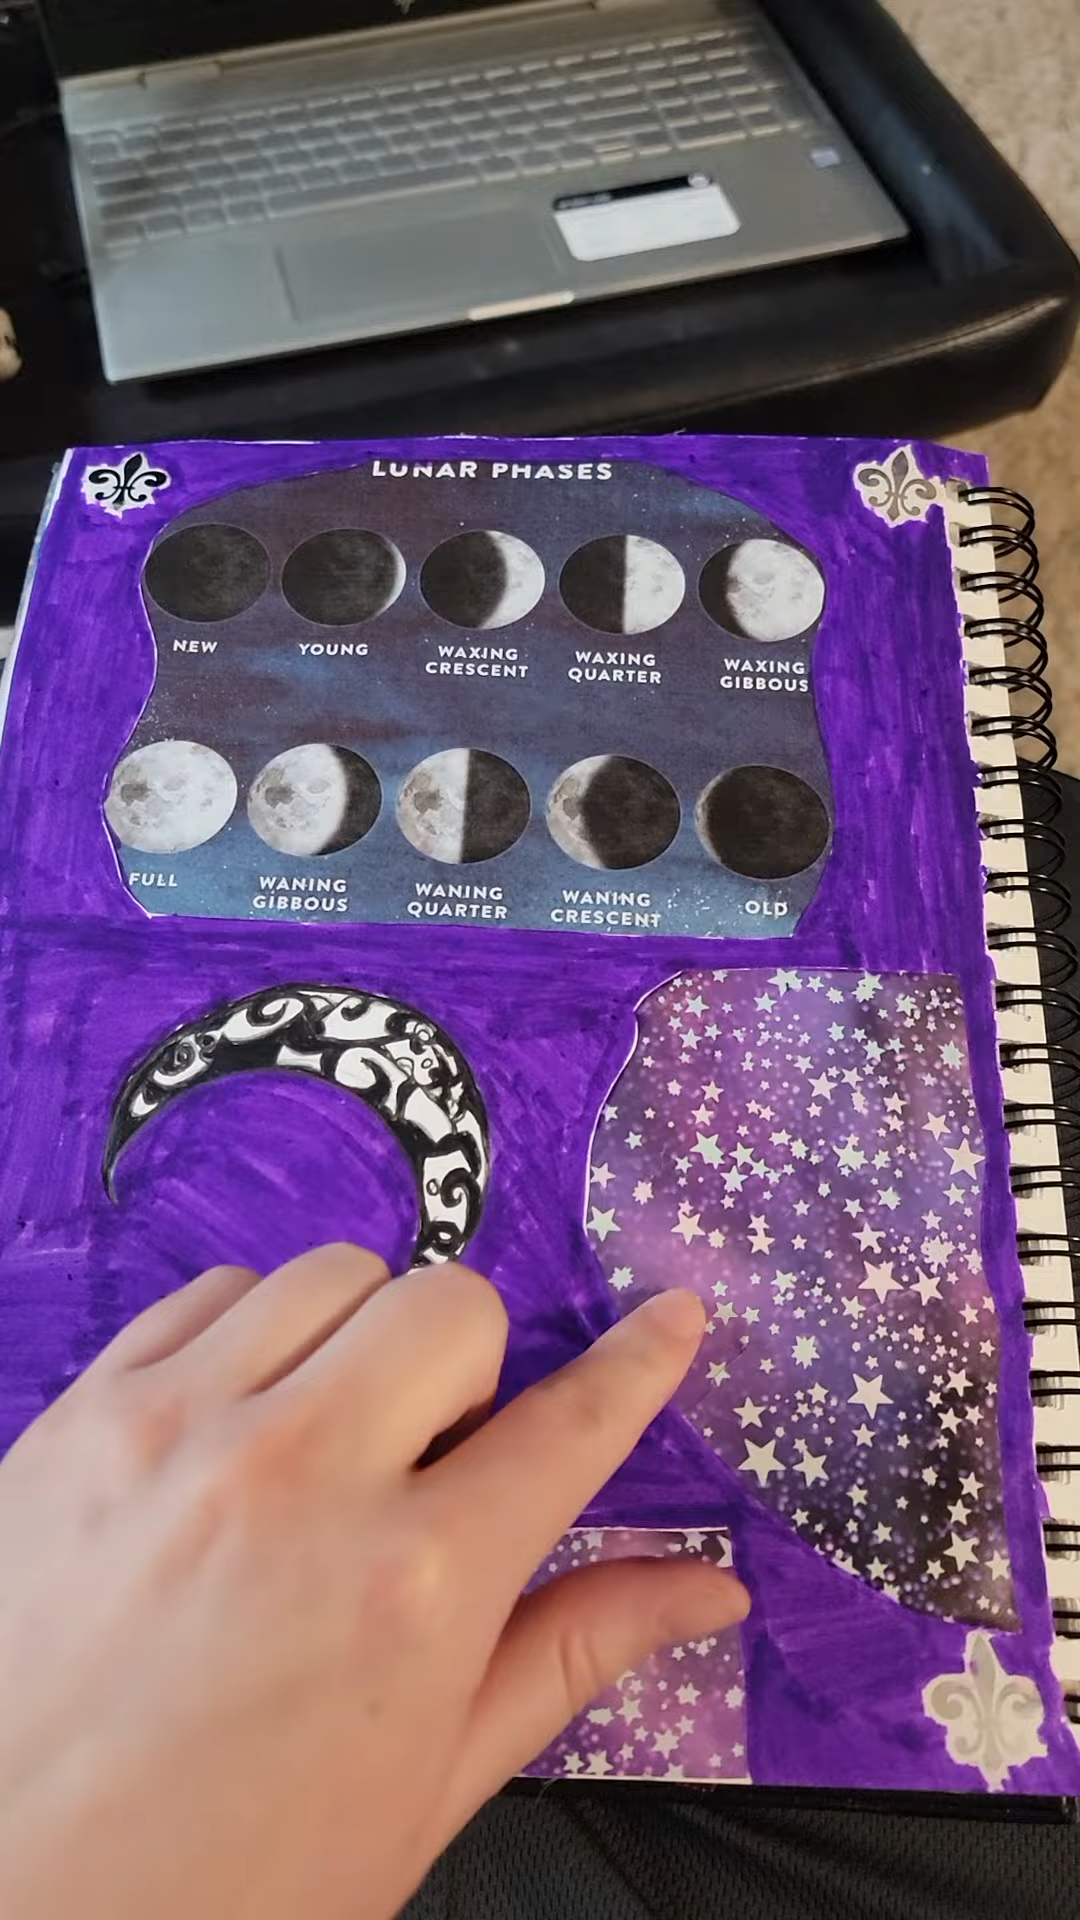 LUNAR PHASES
NEW
YOUNG
WAXING
CRESCENT
WAXING
QUARTER
WAXING
GIBBOUS
FULL
WANING
GIBBOUS
WANING
QUARTER
WANING
CRESCENT
OLD